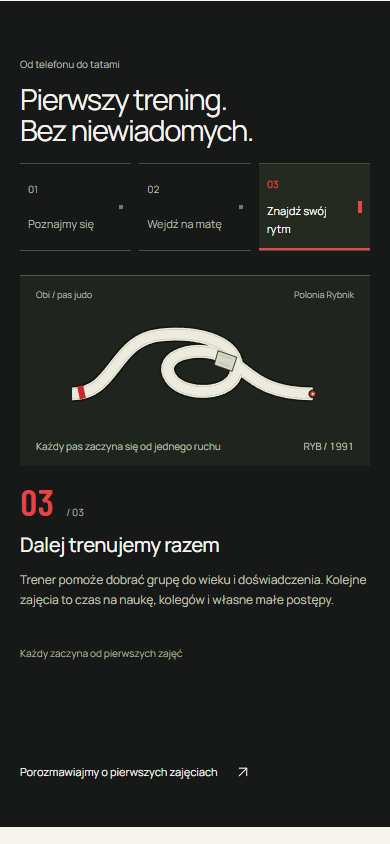 Od telefonu do tatami
Pierwszy trening.
Bez niewiadomych.
01
Poznajmy się
02
Wejdź na matę
03
Znajdź swój
rytm
Obi / pas judo
Polonia Rybnik
Każdy pas zaczyna się od jednego ruchu
RYB / 1991
03 / 03
Dalej trenujemy razem
Trener pomoże dobrać grupę do wieku i doświadczenia. Kolejne
zajęcia to czas na naukę, kolegów i własne małe postępy.
Każdy zaczyna od pierwszych zajęć
Porozmawiajmy o pierwszych zajęciach